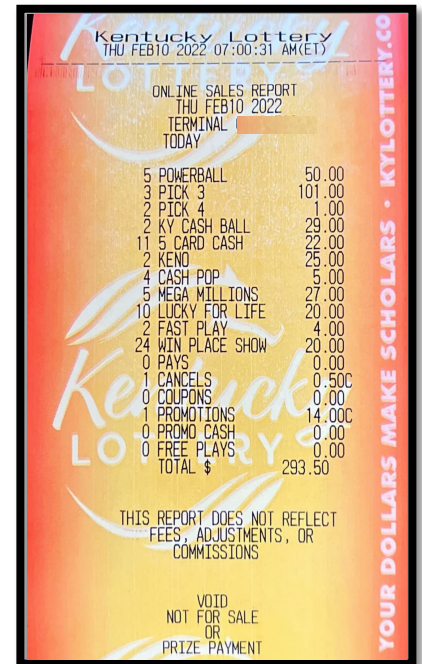 Kentucky Lottery
THU FEB10 2022 07:00:31 AM(ET)
ONLINE SALES REPORT
THU FEB10 2022
TERMINAL
TODAY
5 POWERBALL 50.00
3 PICK 3 101.00
2 PICK 4 1.00
2 KY CASH BALL 29.00
11 5 CARD CASH 22.00
2 KENO 25.00
4 CASH POP 5.00
5 MEGA MILLIONS 27.00
10 LUCKY FOR LIFE 20.00
2 FAST PLAY 4.00
24 WIN PLACE SHOW 20.00
0 PAYS 0.00
1 CANCELS 0.50C
0 COUPONS 0.00
1 PROMOTIONS 14.00C
0 PROMO CASH 0.00
0 FREE PLAYS 0.00
TOTAL $ 293.50
THIS REPORT DOES NOT REFLECT
FEES, ADJUSTMENTS, OR
COMMISSIONS
VOID
NOT FOR SALE
OR
PRIZE PAYMENT
Kentucky
LOTTERY
YOUR DOLLARS MAKE SCHOLARS • KYLOTTERY.CO